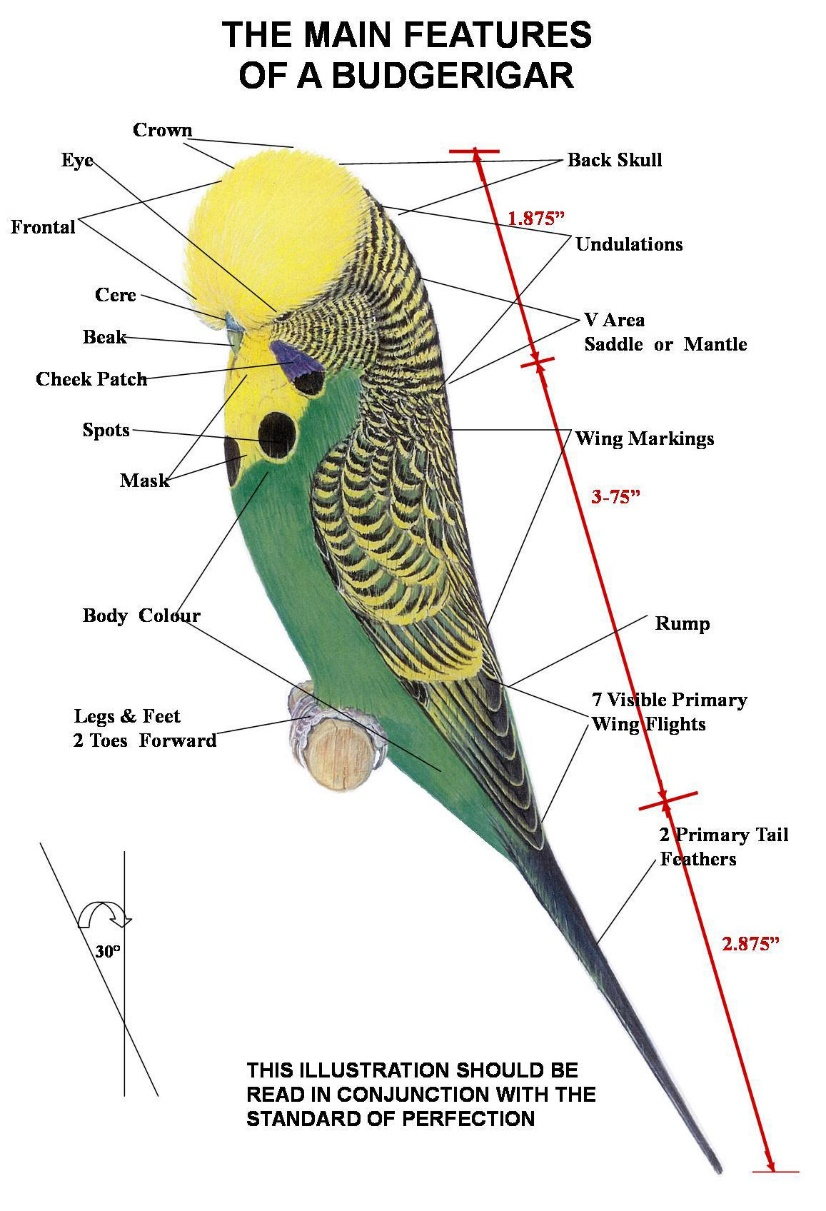 THE MAIN FEATURES
OF A BUDGERIGAR
Crown
Eye
Back Skull
1.875”
Frontal
Undulations
Cere
V Area
Saddle or Mantle
Beak
Cheek Patch
Spots
Wing Markings
Mask
3-75”
Body Colour
Rump
7 Visible Primary
Wing Flights
Legs & Feet
2 Toes Forward
2 Primary Tail
Feathers
2.875”
30°
THIS ILLUSTRATION SHOULD BE
READ IN CONJUNCTION WITH THE
STANDARD OF PERFECTION